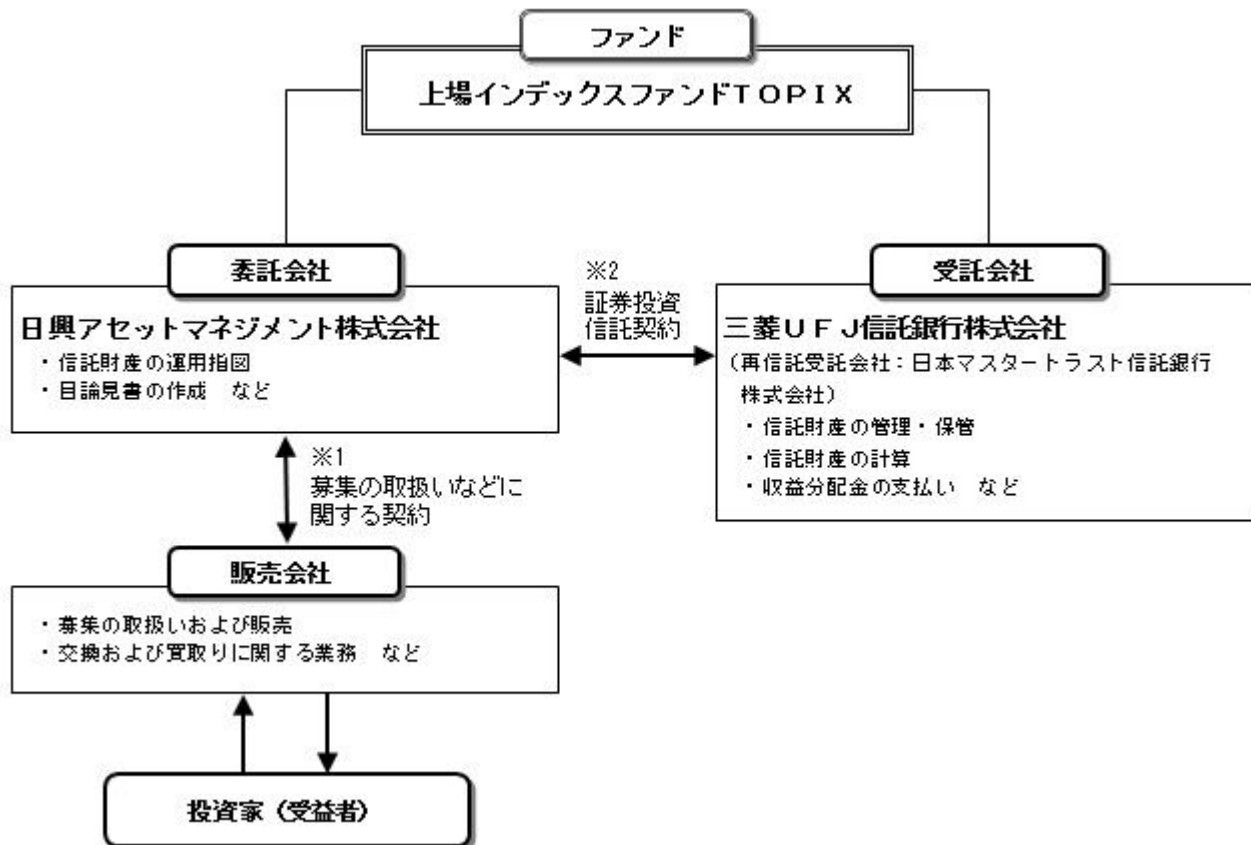 ファンド
上場インデックスファンドTOPIX
委託会社
日興アセットマネジメント株式会社
・信託財産の運用指図
・目論見書の作成　など
※2
証券投資
信託契約
受託会社
三菱UFJ信託銀行株式会社
(再信託受託会社:日本マスタートラスト信託銀行
株式会社)
・信託財産の管理・保管
・信託財産の計算
・収益分配金の支払い　など
※1
募集の取扱いなどに
関する契約
販売会社
・募集の取扱いおよび販売
・交換および買取りに関する業務　など
投資家(受益者)